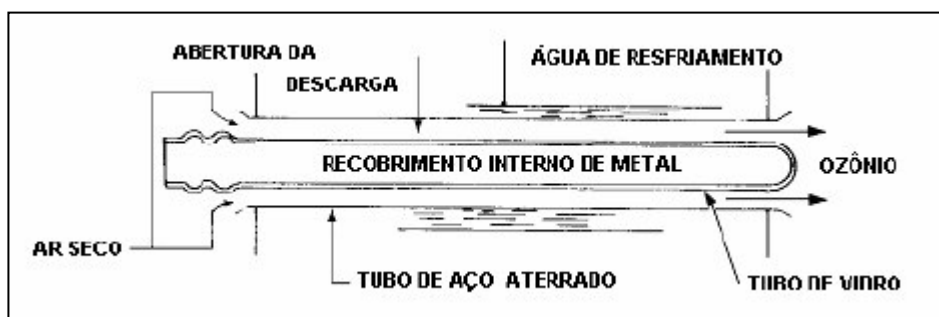 ABERTURA DA
DESCARGA
ÁGUA DE RESFRIAMENTO
RECOBRIMENTO INTERNO DE METAL
OZÔNIO
AR SECO
TUBO DE AÇO ATERRADO
TUBO DE VIDRO